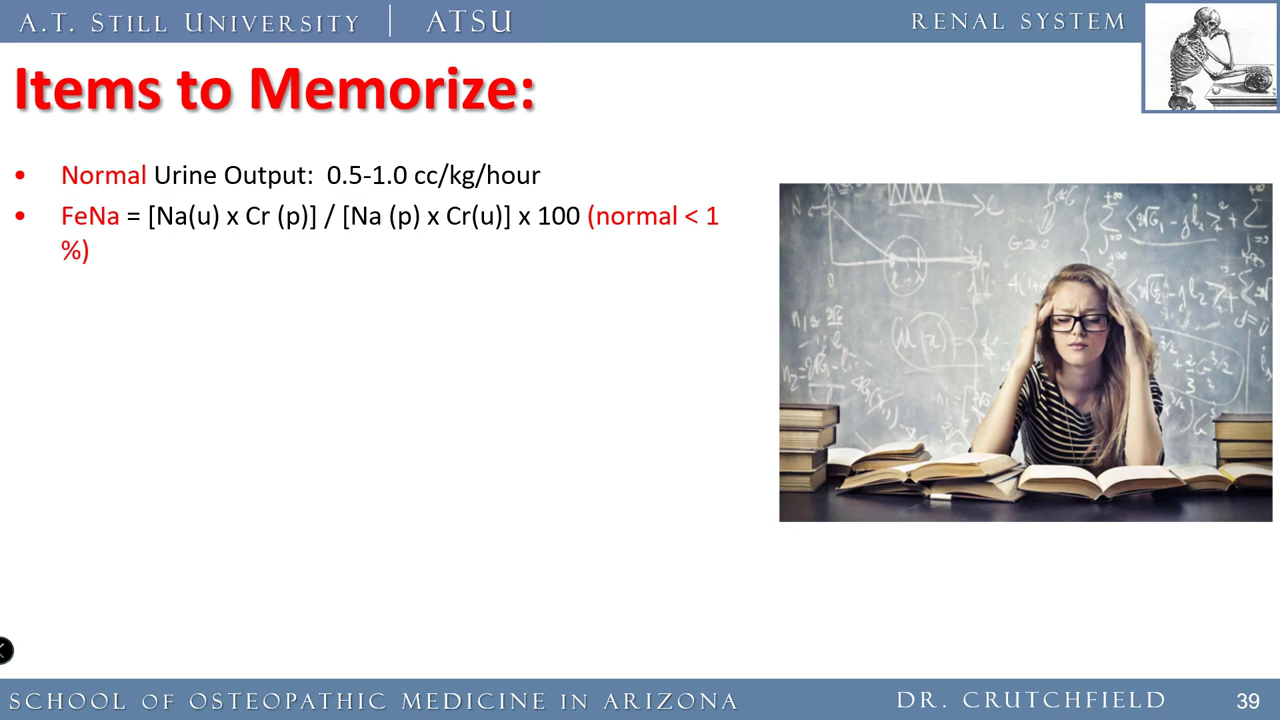 A.T. STILL UNIVERSITY | ATSU
RENAL SYSTEM
Items to Memorize:
• Normal Urine Output: 0.5-1.0 cc/kg/hour
• FeNa = [Na(u) x Cr (p)] / [Na (p) x Cr(u)] x 100 (normal < 1
%)
SCHOOL OF OSTEOPATHIC MEDICINE IN ARIZONA
DR. CRUTCHFIELD
39